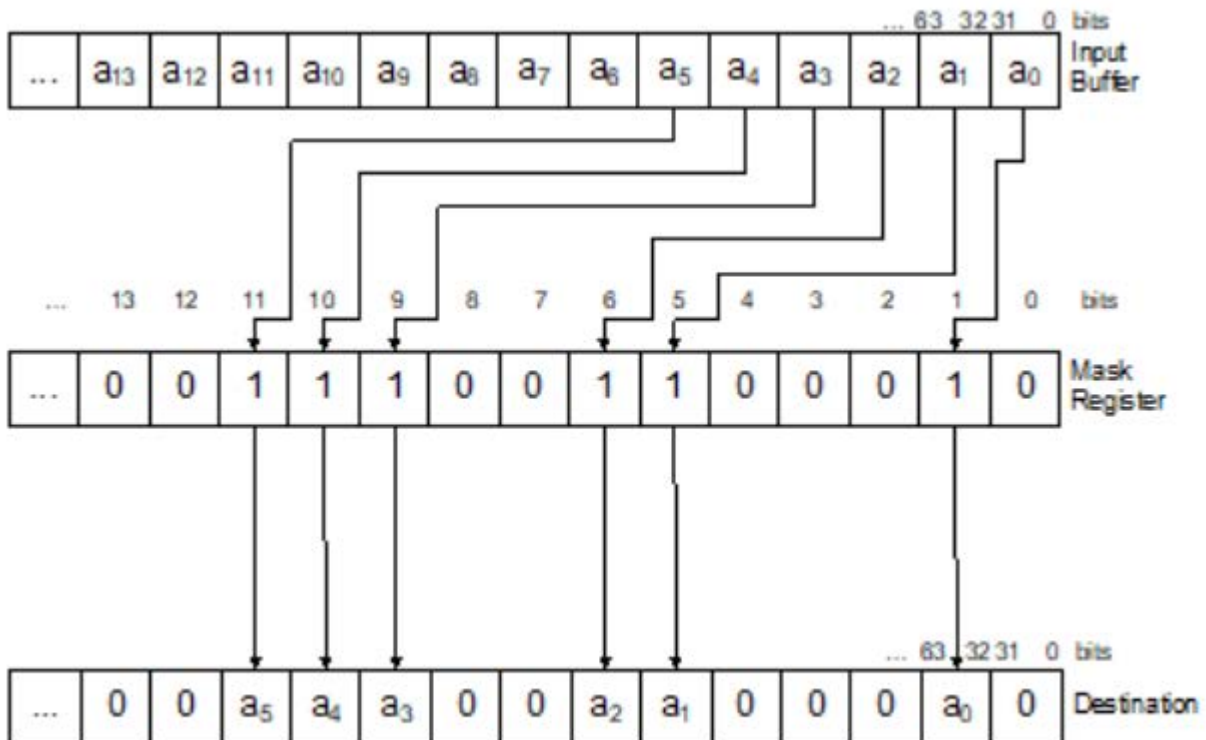 ... 63 32 31 0 bits
... a13 a12 a11 a10 a9 a8 a7 a6 a5 a4 a3 a2 a1 a0 Input Buffer
... 13 12 11 10 9 8 7 6 5 4 3 2 1 0 bits
... 0 0 1 1 1 0 0 1 1 0 0 0 1 0 Mask Register
... 63 32 31 0 bits
... 0 0 a5 a4 a3 0 0 a2 a1 0 0 0 a0 0 Destination